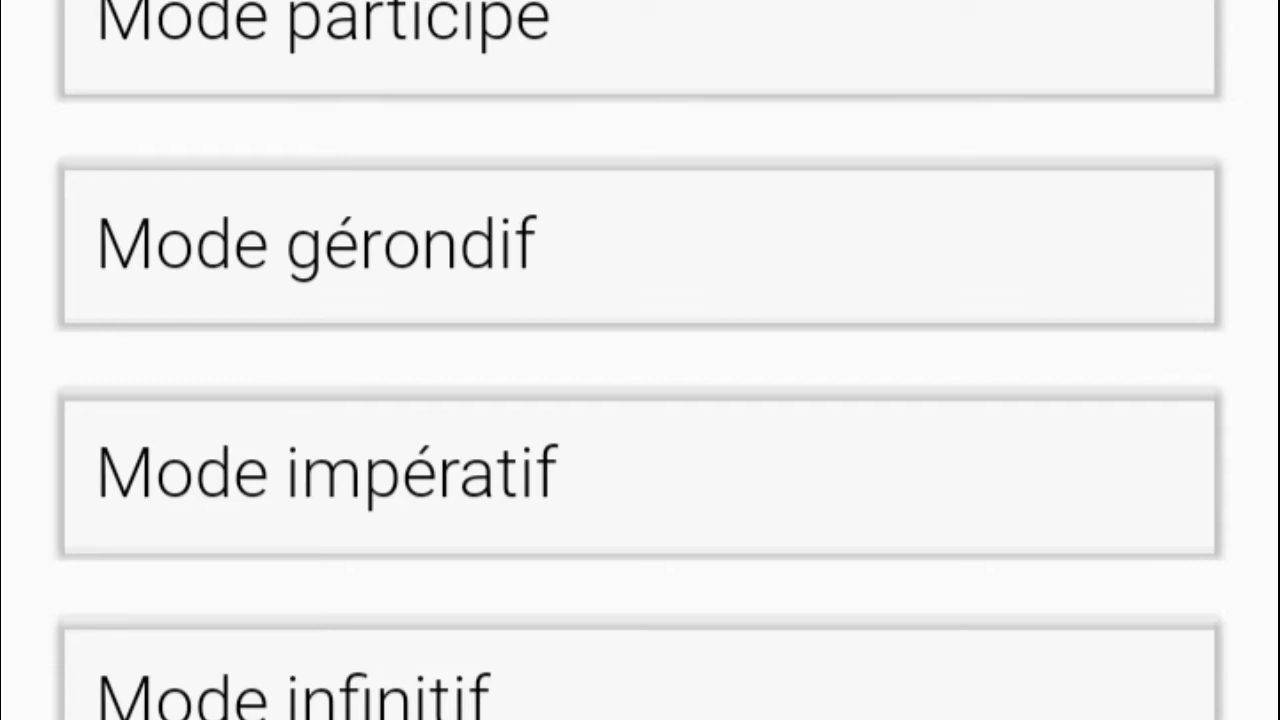 Mode participe
Mode gérondif
Mode impératif
Mode infinitif